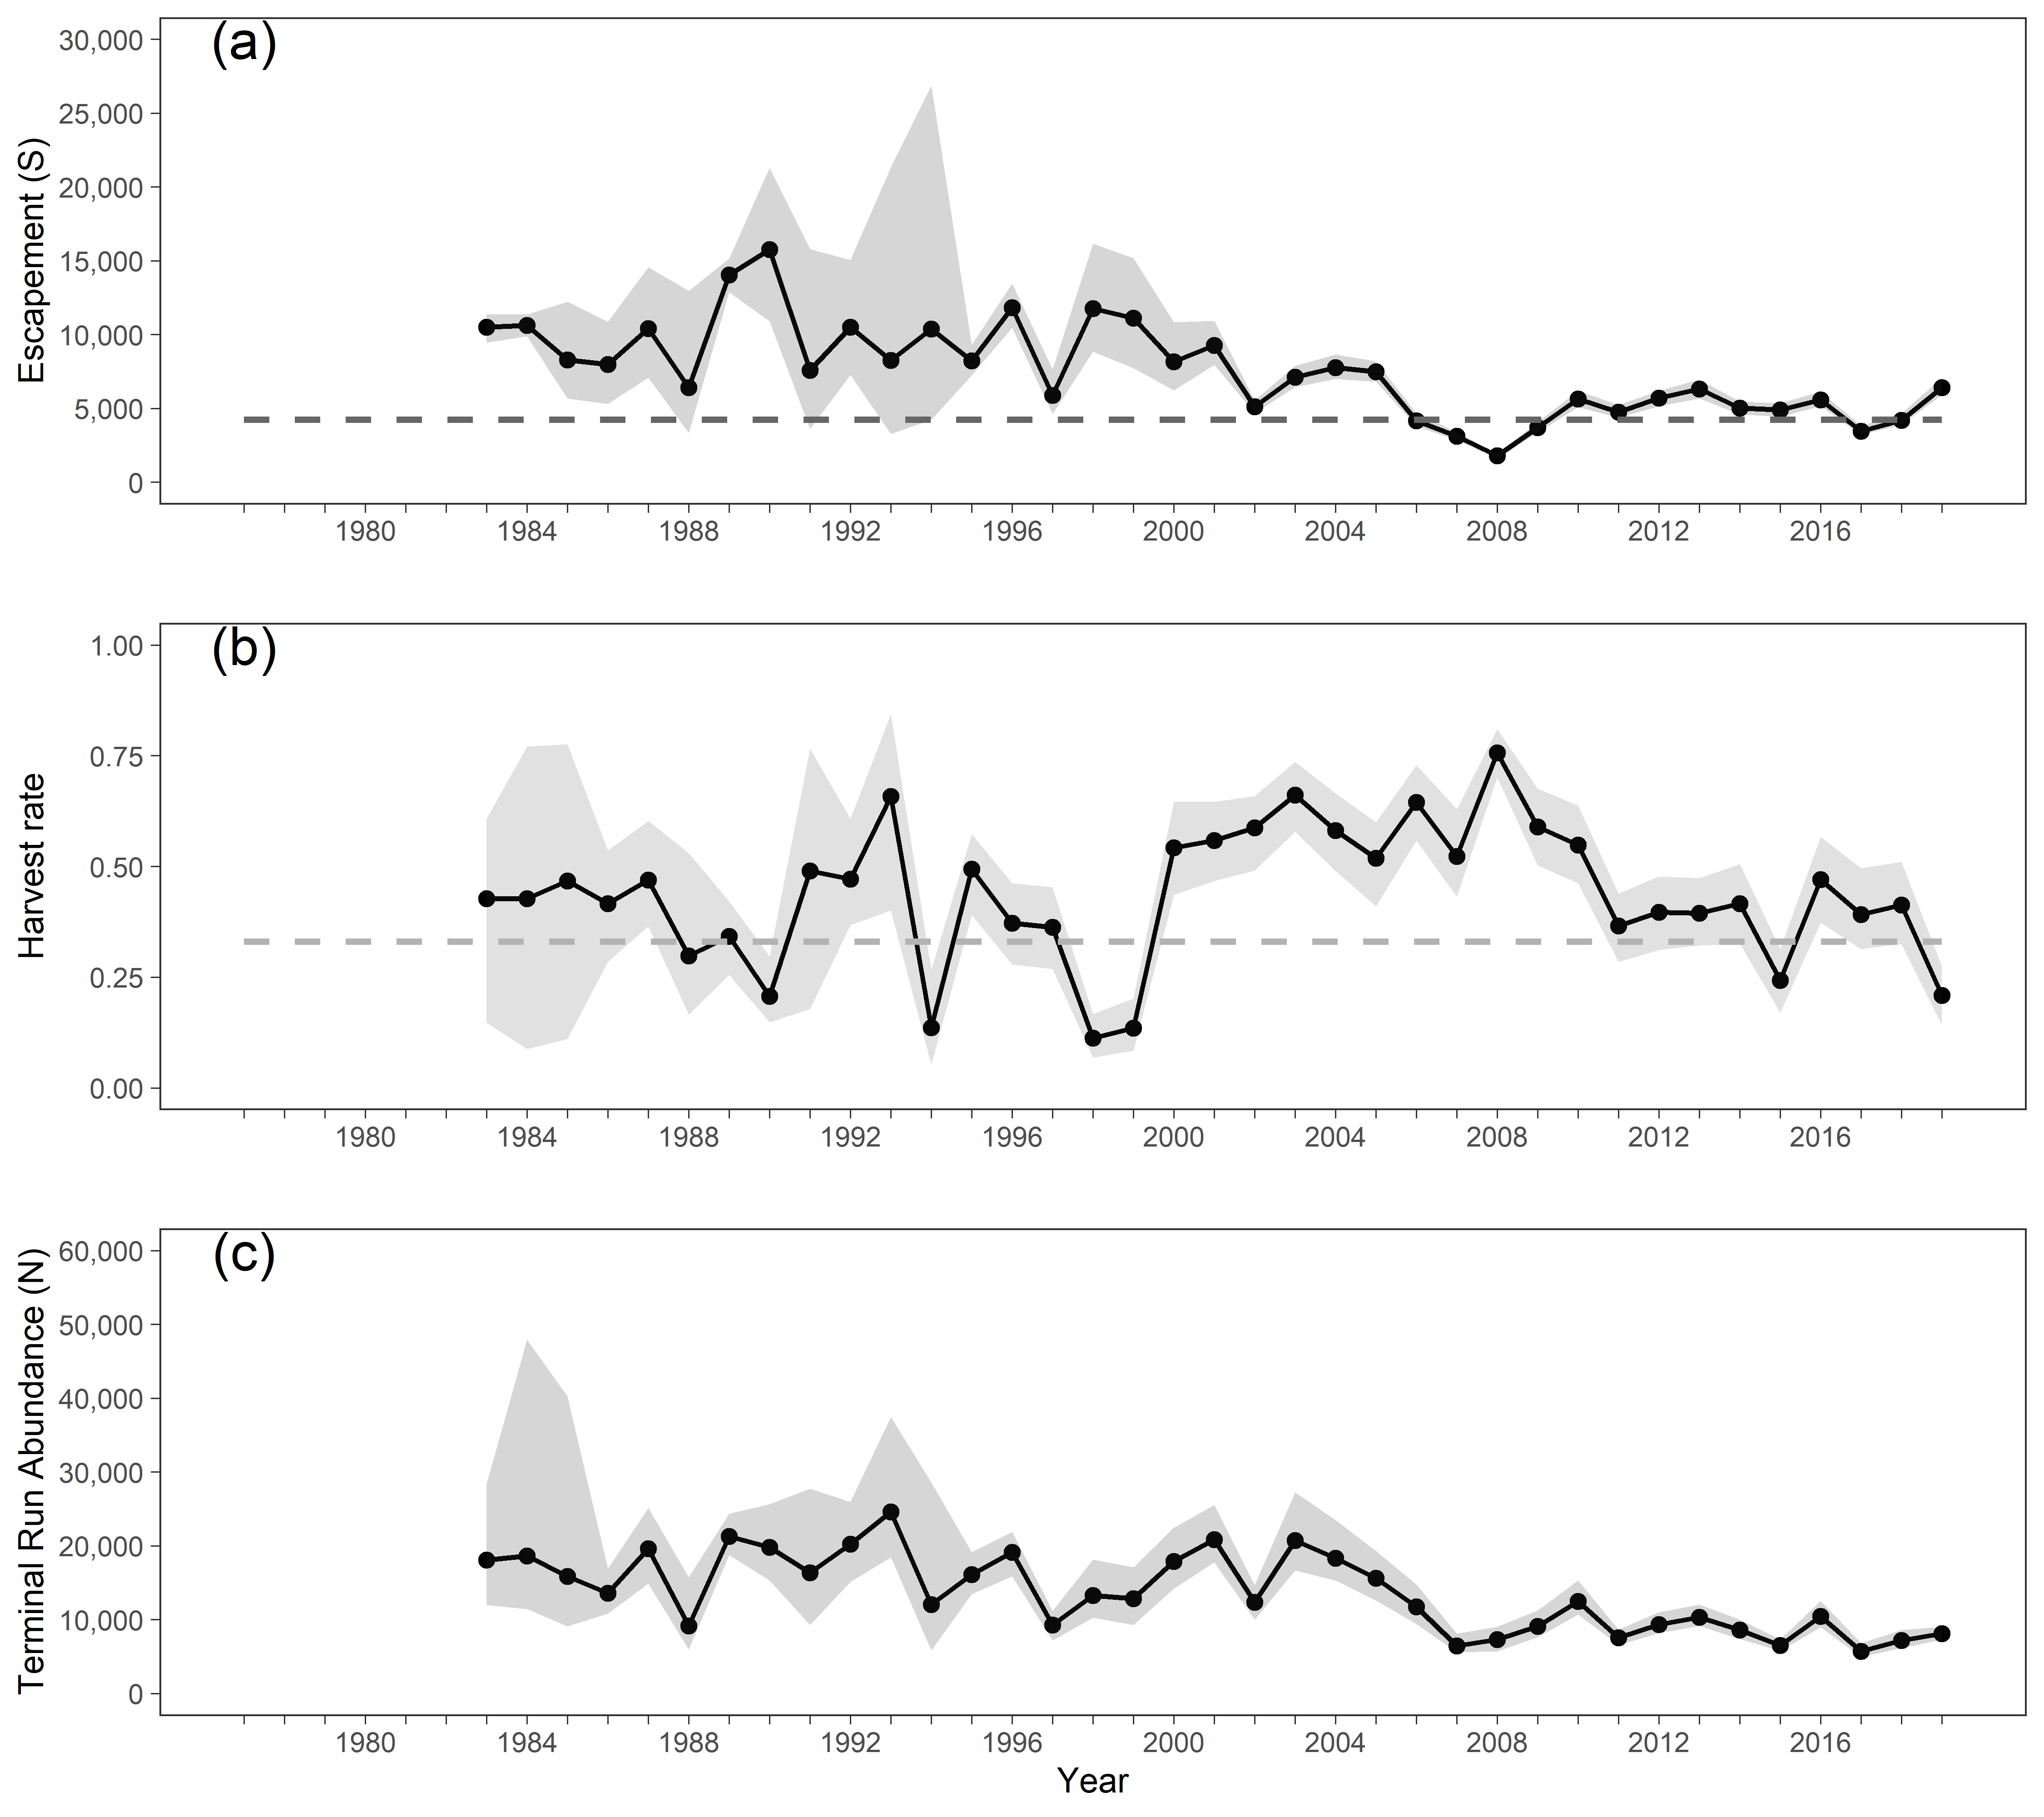 (a)
Escapement (S)
30,000
25,000
20,000
15,000
10,000
5,000
0
1980 1984 1988 1992 1996 2000 2004 2008 2012 2016
(b)
Harvest rate
1.00
0.75
0.50
0.25
0.00
1980 1984 1988 1992 1996 2000 2004 2008 2012 2016
(c)
Terminal Run Abundance (N)
60,000
50,000
40,000
30,000
20,000
10,000
0
1980 1984 1988 1992 1996 2000 2004 2008 2012 2016
Year